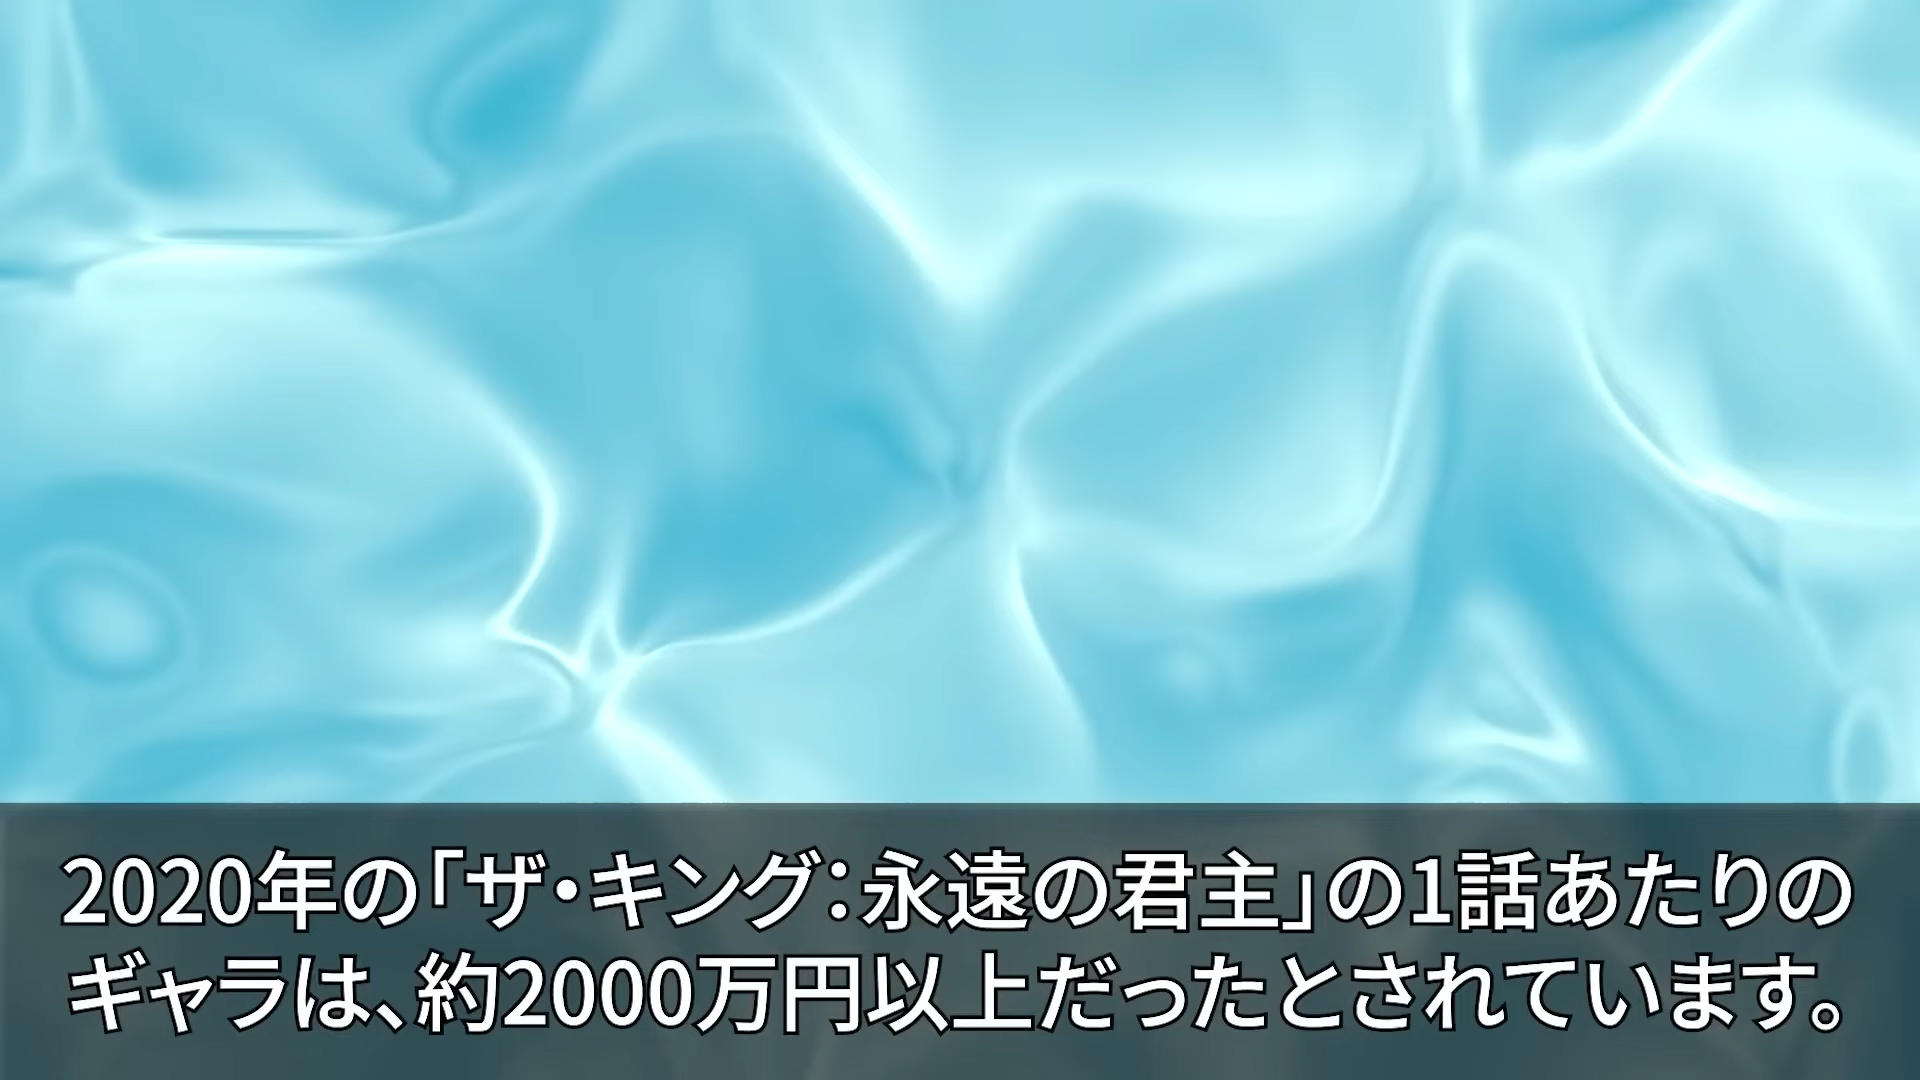 2020年の「ザ・キング：永遠の君主」の1話あたりの
ギャラは、約2000万円以上だったとされています。